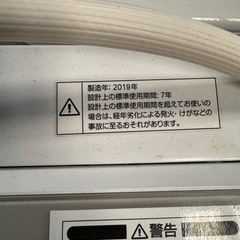 製造年: 2019年
設計上の標準使用期間: 7年
設計上の標準使用期間を超えてお使いの
場合は、経年劣化による発火・けがなどの
事故に至るおそれがあります。
警告